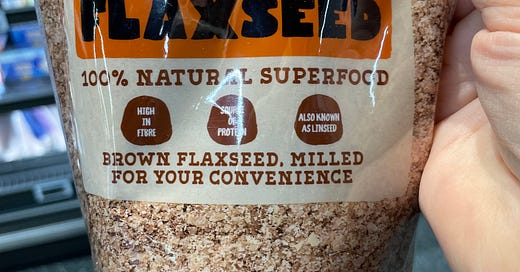 FLAXSEED
100% NATURAL SUPERFOOD
HIGH
IN
FIBRE
SOURCE
OF
PROTEIN
ALSO KNOWN
AS LINSEED
BROWN FLAXSEED, MILLED
FOR YOUR CONVENIENCE